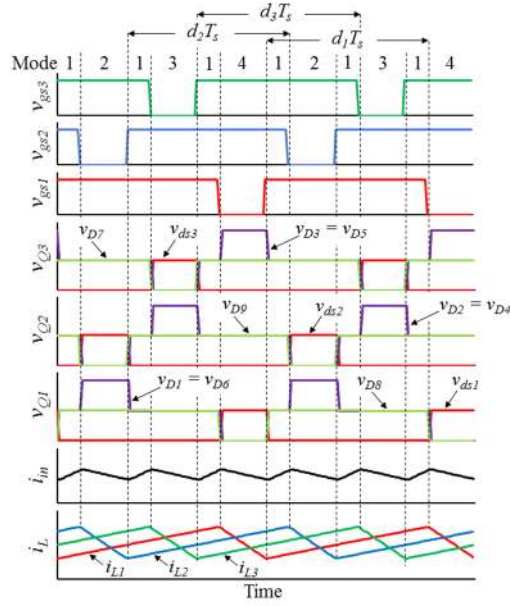 d3Ts
d2Ts d1Ts
Mode 1 2 1 3 1 4 1 2 1 3 1 4
vgs3
vgs2
vgs1
vQ3 vD7 vds3 vD3 = vD5
vQ2 vD9 vds2 vD2 = vD4
vQ1 vD1 = vD6 vD8 vds1
iin
iL iL1 iL2 iL3
Time